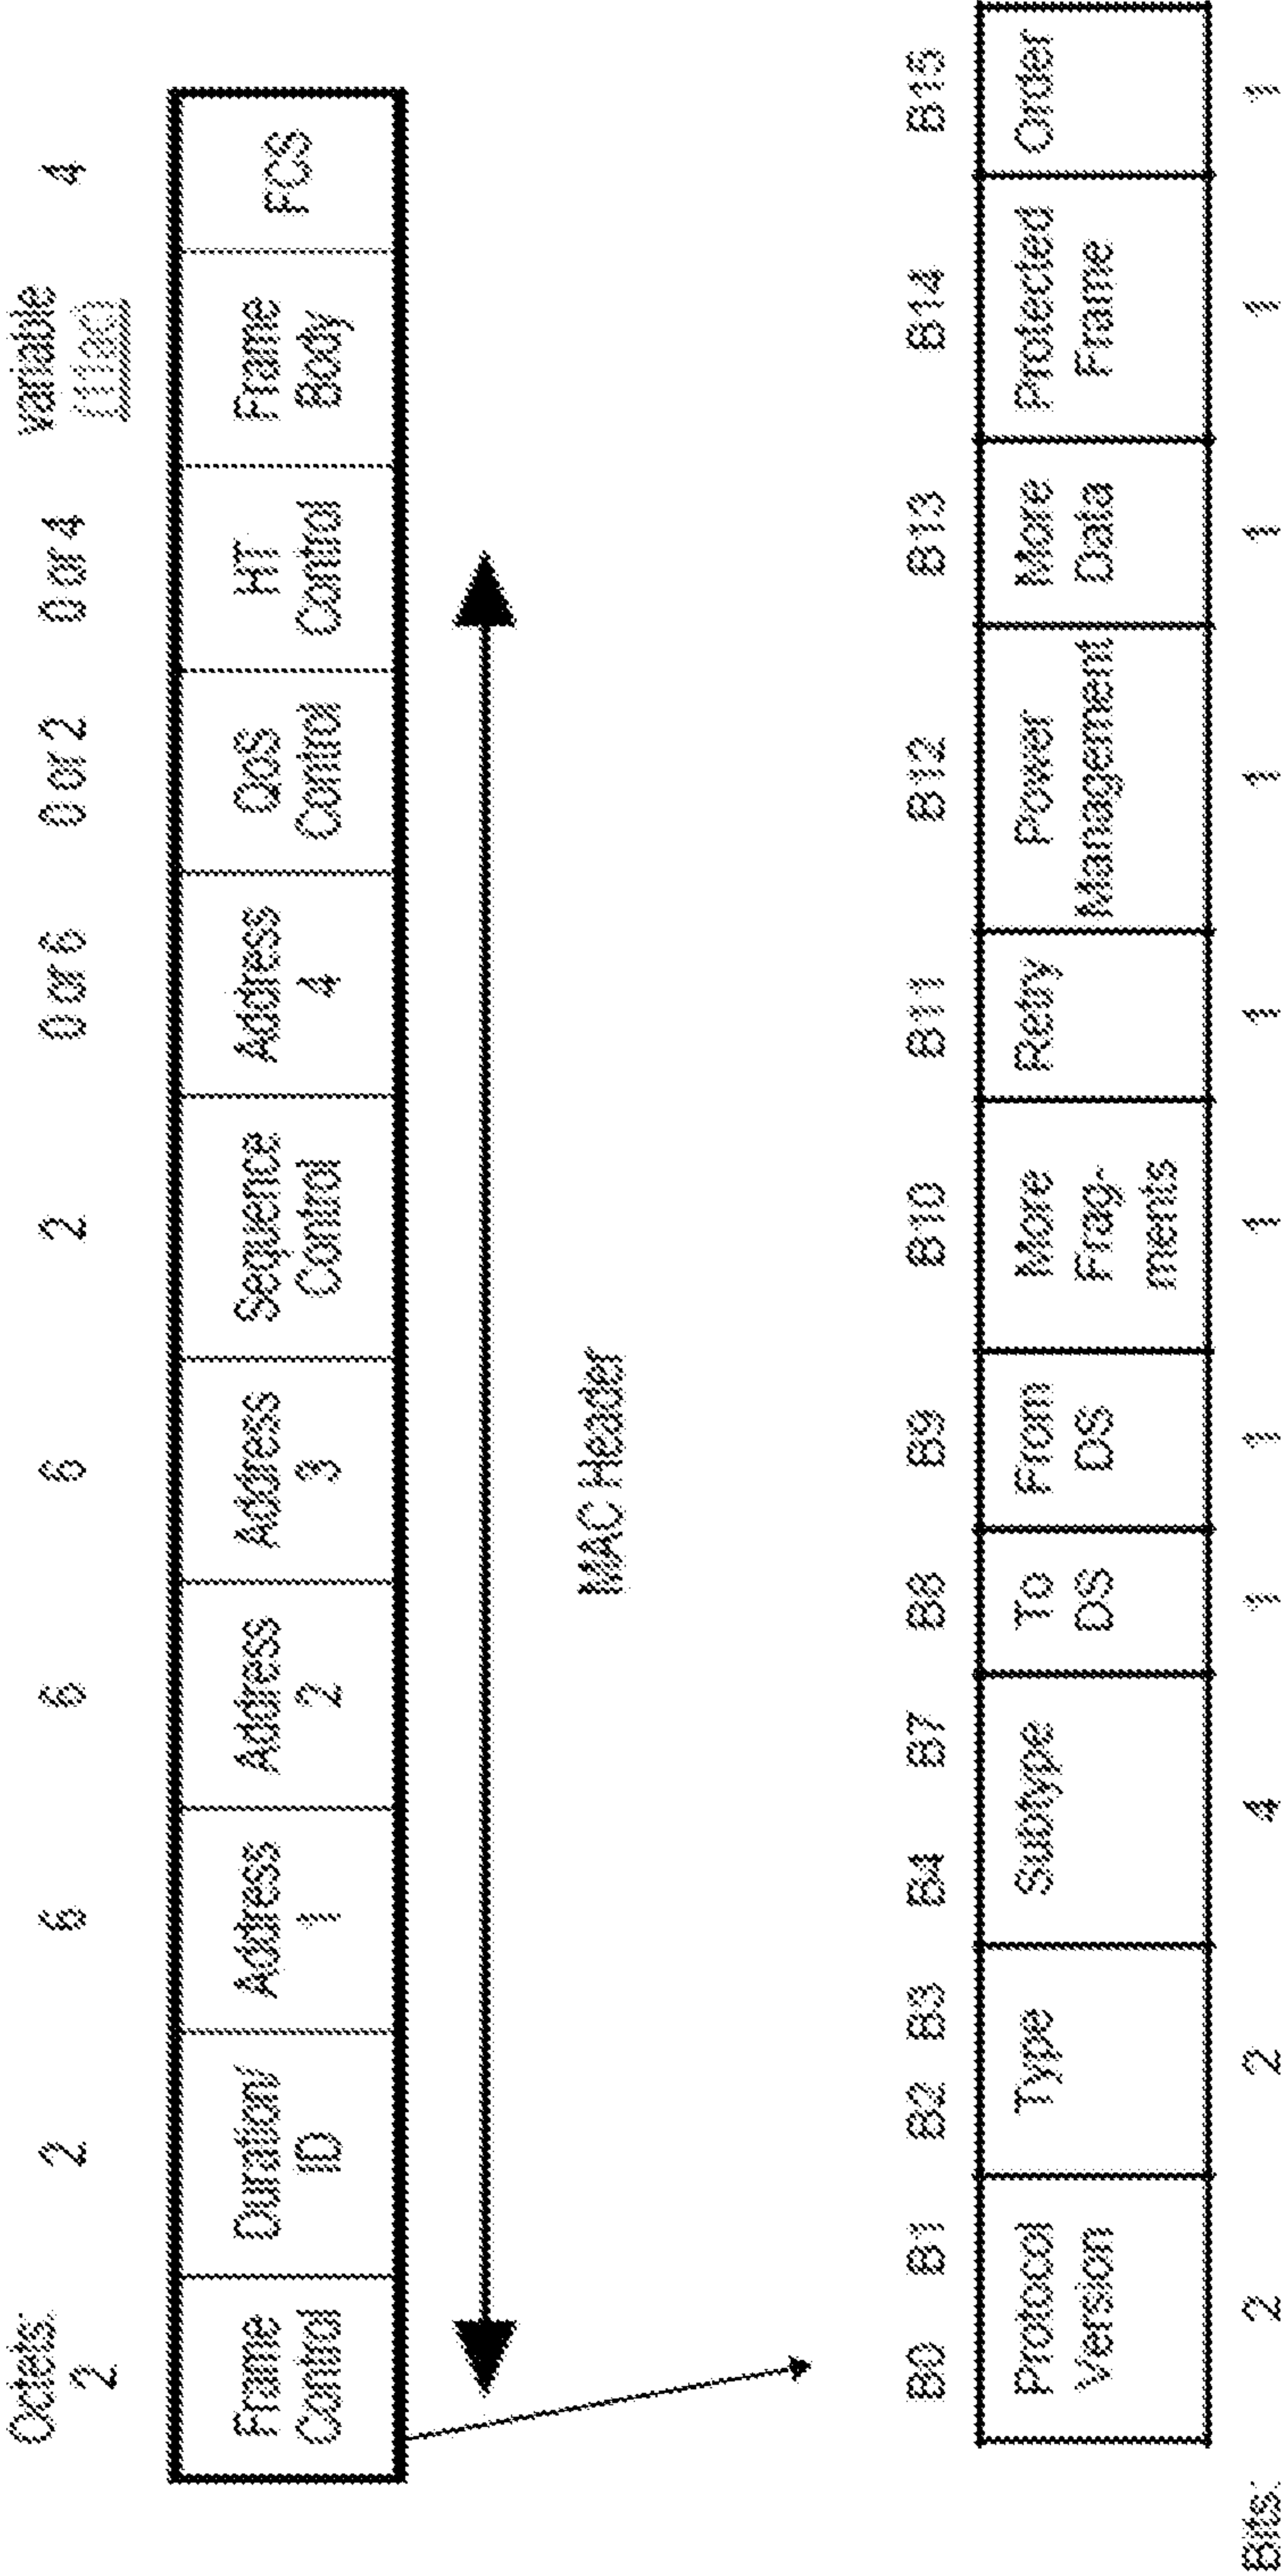 Octets:
2 2 6 6 6 2 0 or 6 0 or 2 0 or 4 variable 4
(11ac)
Frame Control
Duration/ ID
Address 1
Address 2
Address 3
Sequence Control
Address 4
QoS Control
HT Control
Frame Body
FCS
MAC Header
B0 B1 B2 B3 B4 B7 B8 B9 B10 B11 B12 B13 B14 B15
Protocol Version
Type
Subtype
To DS
From DS
More Frag- ments
Retry
Power Management
More Data
Protected Frame
Order
Bits: 2 2 4 1 1 1 1 1 1 1 1